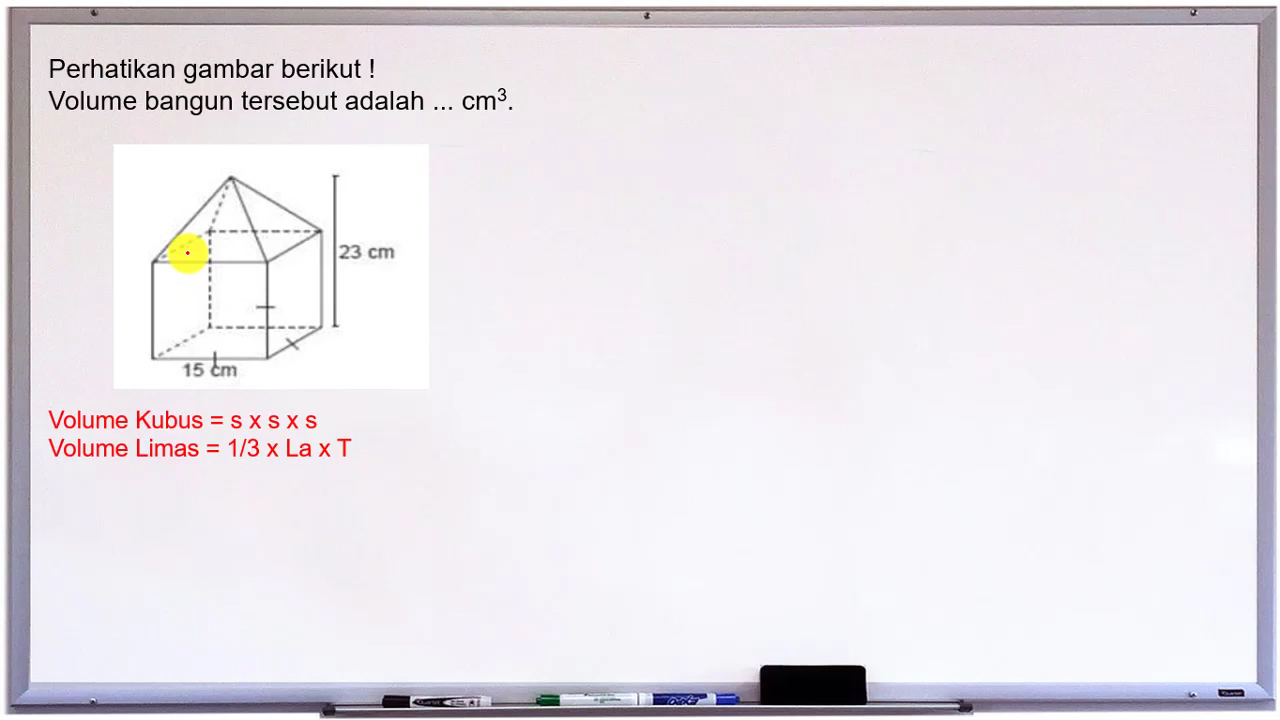 Perhatikan gambar berikut !
Volume bangun tersebut adalah ... cm³.
23 cm
15 cm
Volume Kubus = s x s x s
Volume Limas = 1/3 x La x T